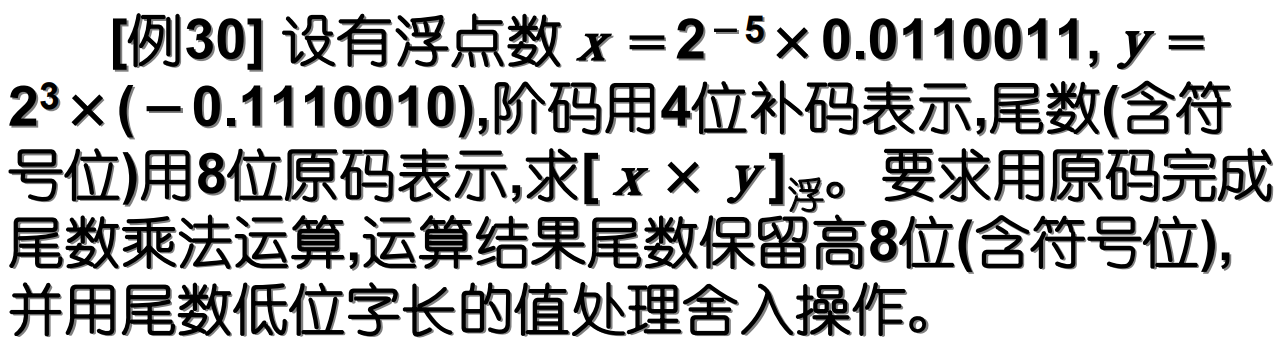 [例30] 设有浮点数 x ＝2⁻⁵×0.0110011, y ＝
2³×(－0.1110010),阶码用4位补码表示,尾数(含符
号位)用8位原码表示,求[ x × y ]浮。 要求用原码完成
尾数乘法运算,运算结果尾数保留高8位(含符号位),
并用尾数低位字长的值处理舍入操作。